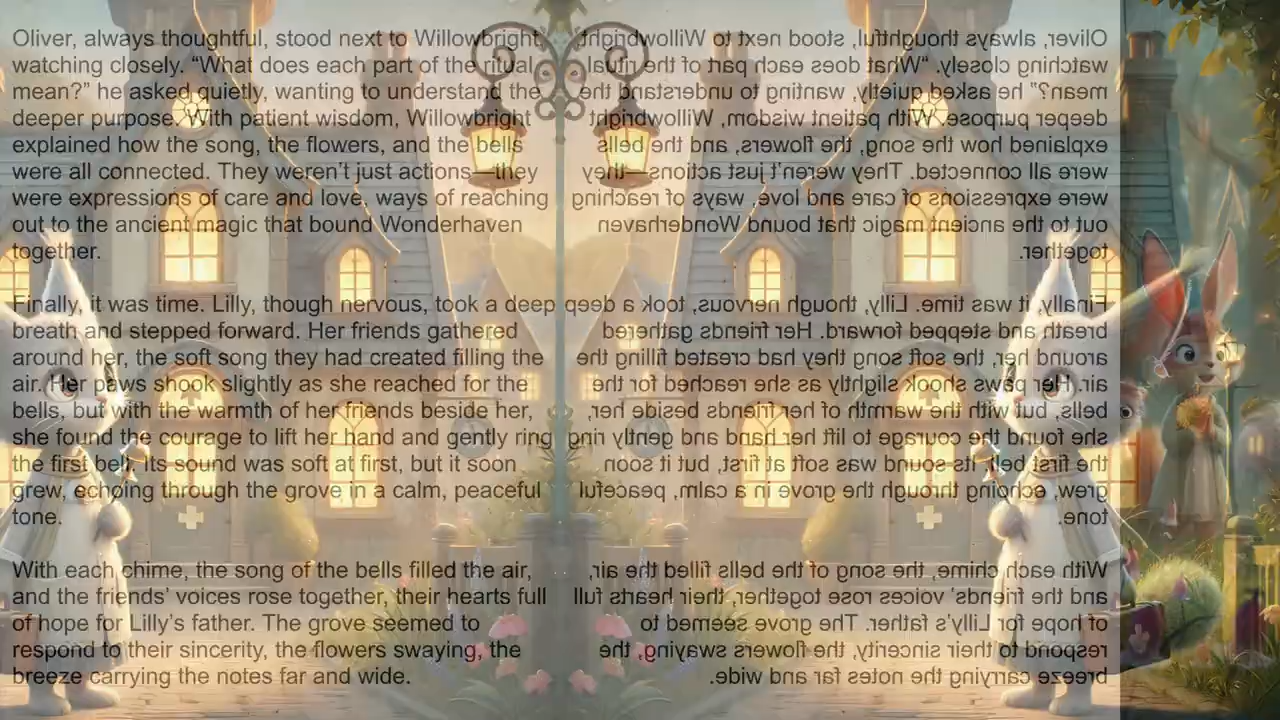 Oliver, always thoughtful, stood next to Willowbright,
watching closely. “What does each part of the ritual
mean?” he asked quietly, wanting to understand the
deeper purpose. With patient wisdom, Willowbright
explained how the song, the flowers, and the bells
were all connected. They weren’t just actions—they
were expressions of care and love, ways of reaching
out to the ancient magic that bound Wonderhaven
together.
Finally, it was time. Lilly, though nervous, took a deep
breath and stepped forward. Her friends gathered
around her, the soft song they had created filling the
air. Her paws shook slightly as she reached for the
bells, but with the warmth of her friends beside her,
she found the courage to lift her hand and gently ring
the first bell. Its sound was soft at first, but it soon
grew, echoing through the grove in a calm, peaceful
tone.
With each chime, the song of the bells filled the air,
and the friends’ voices rose together, their hearts full
of hope for Lilly’s father. The grove seemed to
respond to their sincerity, the flowers swaying, the
breeze carrying the notes far and wide.